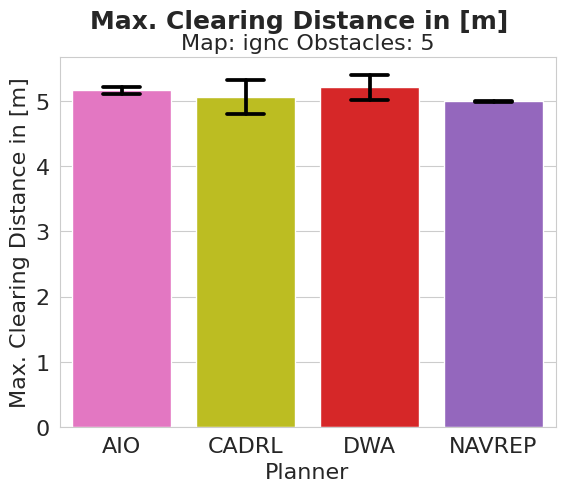 Max. Clearing Distance in [m]
Map: ignc Obstacles: 5
Max. Clearing Distance in [m]
5
4
3
2
1
0
AIO CADRL DWA NAVREP
Planner